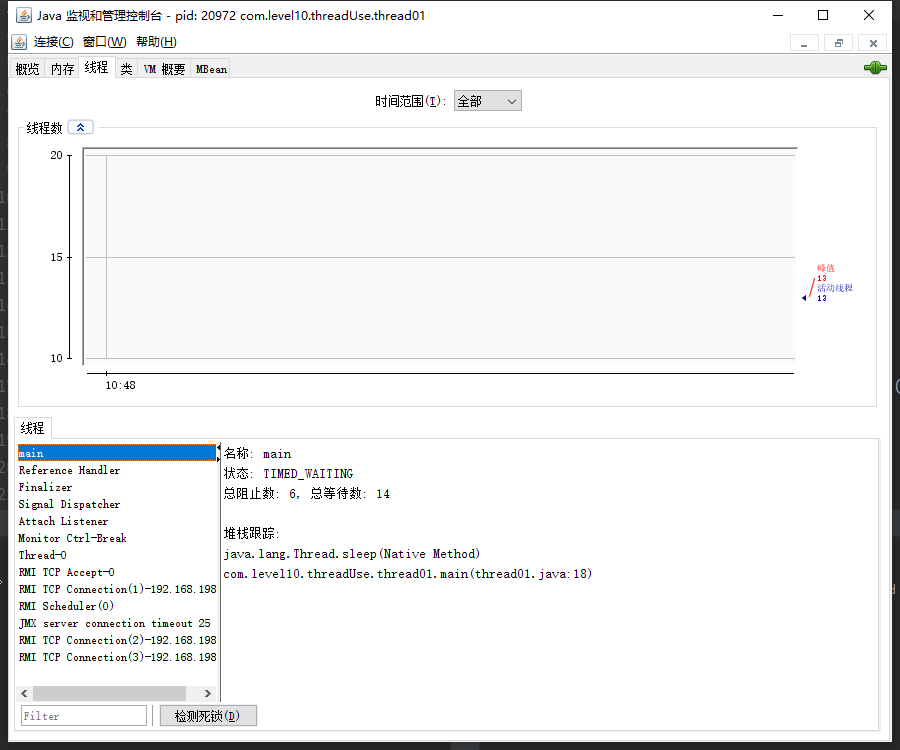 Java 监视和管理控制台 - pid: 20972 com.level10.threadUse.thread01
连接(C) 窗口(W) 帮助(H)
概览 内存 线程 类 VM 概要 MBean
时间范围(T): 全部
线程数
20
15
10
10:48
峰值
13
活动线程
13
线程
main
Reference Handler
Finalizer
Signal Dispatcher
Attach Listener
Monitor Ctrl-Break
Thread-0
RMI TCP Accept-0
RMI TCP Connection(1)-192.168.198
RMI Scheduler(0)
JMX server connection timeout 25
RMI TCP Connection(2)-192.168.198
RMI TCP Connection(3)-192.168.198
名称: main
状态: TIMED_WAITING
总阻止数: 6, 总等待数: 14
堆栈跟踪:
java.lang.Thread.sleep(Native Method)
com.level10.threadUse.thread01.main(thread01.java:18)
Filter
检测死锁(D)